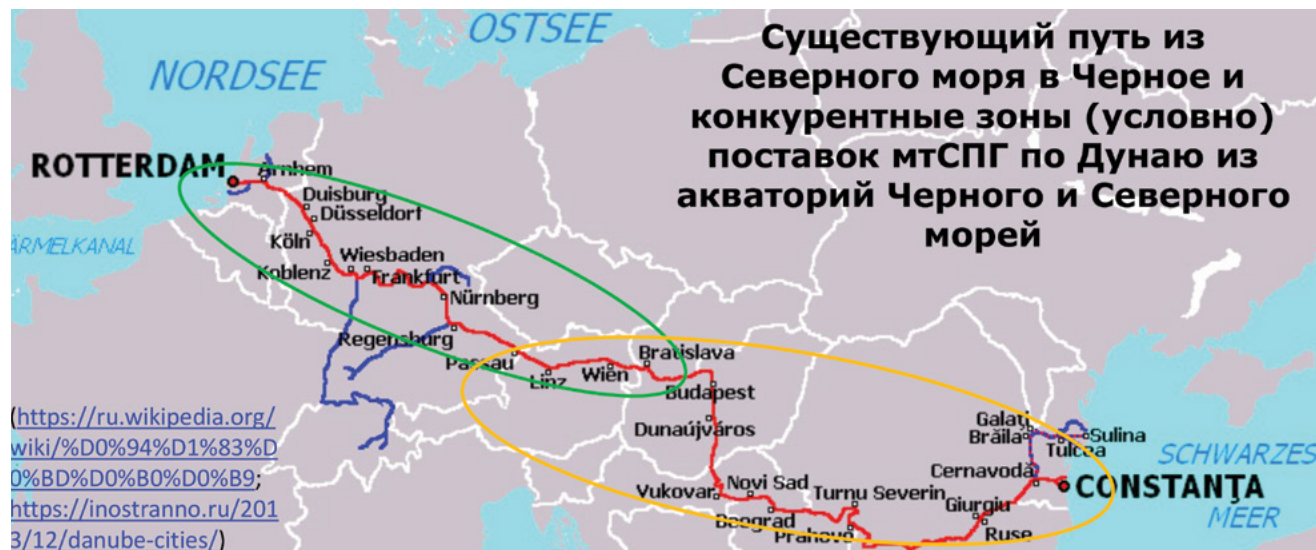 OSTSEE
NORDSEE
Существующий путь из
Северного моря в Черное и
конкурентные зоны (условно)
поставок мтСПГ по Дунаю из
акваторий Черного и Северного
морей
ROTTERDAM
Arnhem
Duisburg
Düsseldorf
ÄRMELKANAL
Köln
Koblenz
Wiesbaden
Frankfurt
Nürnberg
Regensburg
Passau
Linz
Wien
Bratislava
Budapest
Dunaújváros
Vukovar
Novi Sad
Beograd
Turnu Severin
Prahovo
Giurgiu
Ruse
Cernavodă
Galați
Brăila
Tulcea
Sulina
CONSTANȚA
SCHWARZES
MEER
(https://ru.wikipedia.org/
wiki/%D0%94%D1%83%D
0%BD%D0%B0%D0%B9;
https://inostranno.ru/201
3/12/danube-cities/)